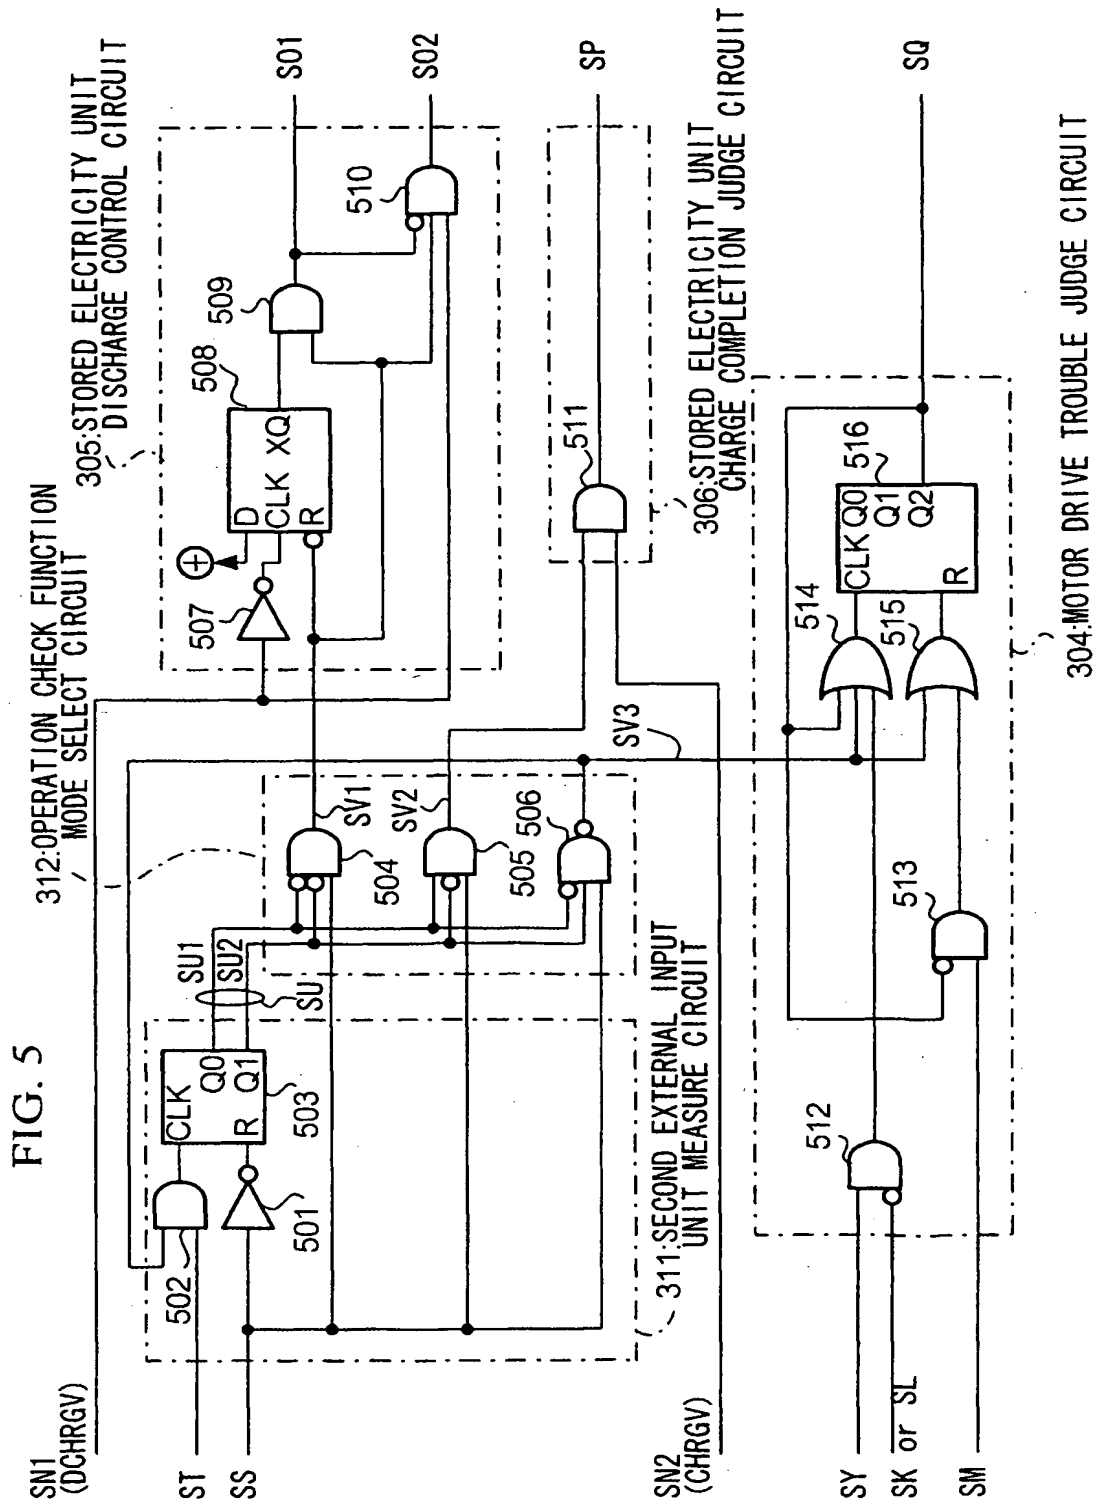 FIG. 5
312:OPERATION CHECK FUNCTION
MODE SELECT CIRCUIT
305:STORED ELECTRICITY UNIT
DISCHARGE CONTROL CIRCUIT
SN1
(DCHRGV)
ST
SS
502
501
CLK
Q0
R
Q1
503
SU1
SU2
SU
504
505
506
SV1
SV2
SV3
507
D
CLK XQ
R
508
509
510
SO1
SO2
511
SP
306:STORED ELECTRICITY UNIT
CHARGE COMPLETION JUDGE CIRCUIT
311:SECOND EXTERNAL INPUT
UNIT MEASURE CIRCUIT
SN2
(CHRGV)
SY
SK or SL
SM
512
513
514
515
CLK Q0
Q1
Q2
R
516
SQ
304:MOTOR DRIVE TROUBLE JUDGE CIRCUIT